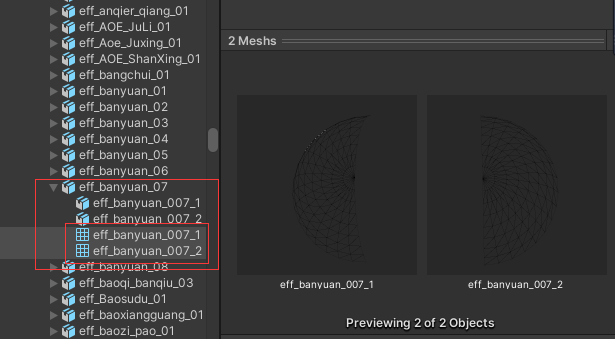 eff_anqier_qiang_01
eff_AOE_JuLi_01
eff_Aoe_Juxing_01
eff_AOE_ShanXing_01
eff_bangchui_01
eff_banyuan_01
eff_banyuan_02
eff_banyuan_03
eff_banyuan_04
eff_banyuan_05
eff_banyuan_06
eff_banyuan_07
eff_banyuan_007_1
eff_banyuan_007_2
eff_banyuan_007_1
eff_banyuan_007_2
eff_banyuan_08
eff_baoqi_banqiu_03
eff_Baosudu_01
eff_baoxiangguang_01
eff_baozi_pao_01
2 Meshs
eff_banyuan_007_1
eff_banyuan_007_2
Previewing 2 of 2 Objects